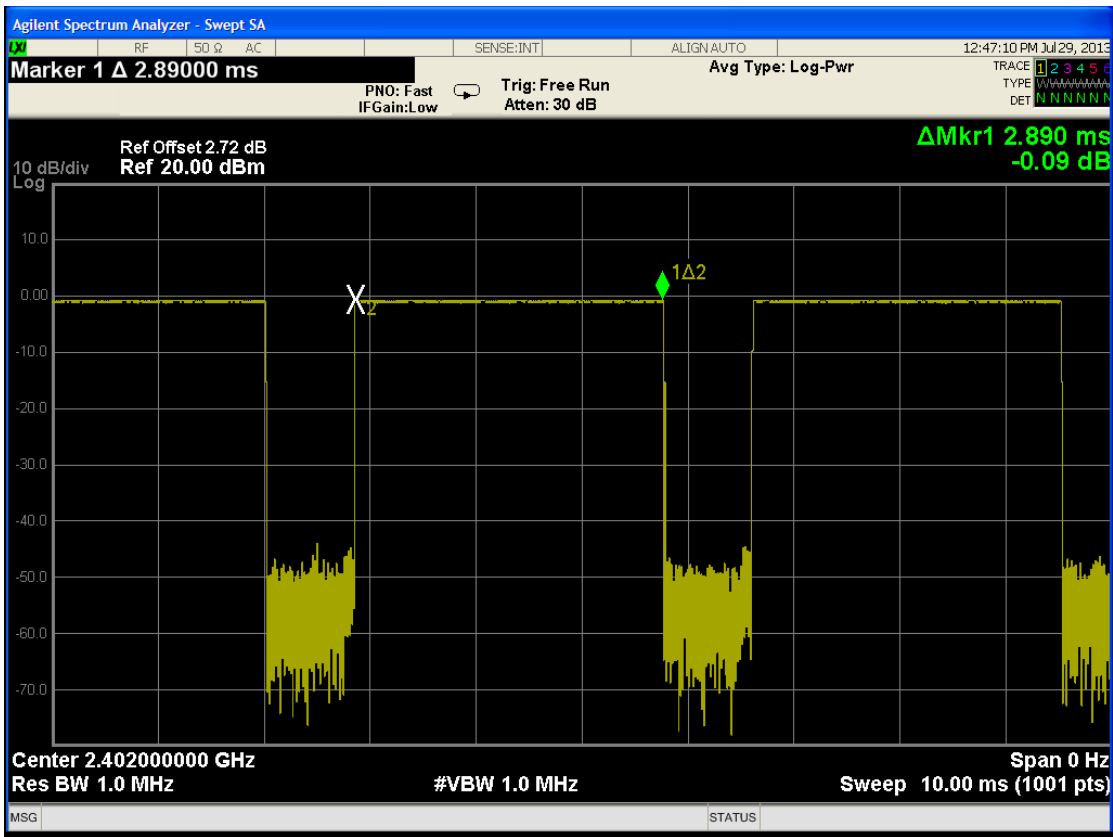 Agilent Spectrum Analyzer - Swept SA
LXI RF 50 Ω AC SENSE:INT ALIGN AUTO 12:47:10 PM Jul 29, 2013
Marker 1 Δ 2.89000 ms
PNO: Fast
IFGain:Low
Trig: Free Run
Atten: 30 dB
Avg Type: Log-Pwr
TRACE 1 2 3 4 5 6
TYPE
DET N N N N N N
ΔMkr1 2.890 ms
-0.09 dB
Ref Offset 2.72 dB
10 dB/div Ref 20.00 dBm
Log
10.0
0.00
-10.0
-20.0
-30.0
-40.0
-50.0
-60.0
-70.0
1Δ2
X2
Center 2.402000000 GHz Span 0 Hz
Res BW 1.0 MHz #VBW 1.0 MHz Sweep 10.00 ms (1001 pts)
MSG STATUS